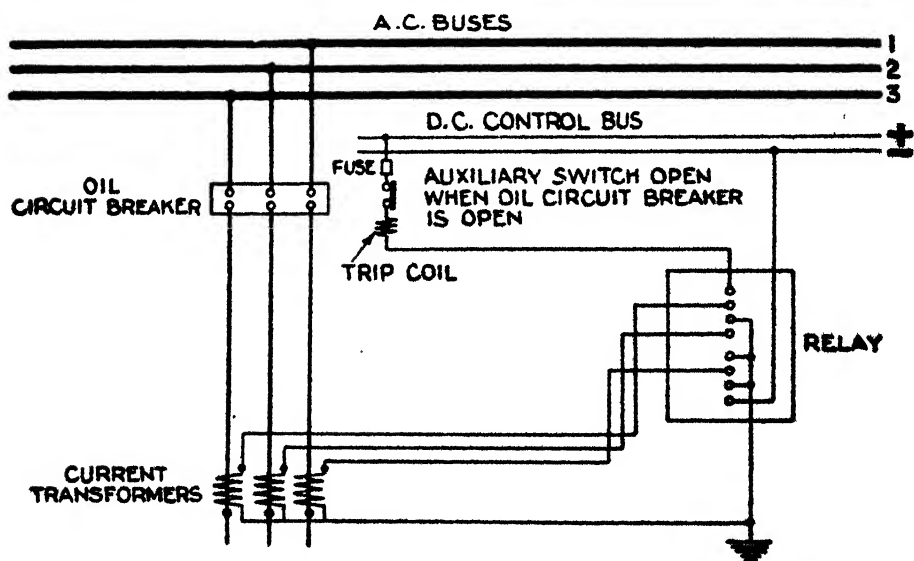 A.C. BUSES
1
2
3
D.C. CONTROL BUS
+
−
FUSE
AUXILIARY SWITCH OPEN
WHEN OIL CIRCUIT BREAKER
IS OPEN
OIL
CIRCUIT BREAKER
TRIP COIL
RELAY
CURRENT
TRANSFORMERS